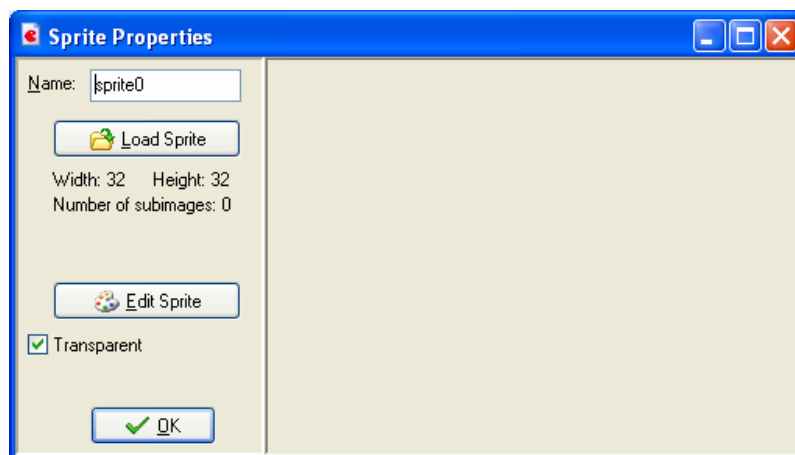 Sprite Properties
Name: sprite0
Load Sprite
Width: 32 Height: 32
Number of subimages: 0
Edit Sprite
Transparent
OK